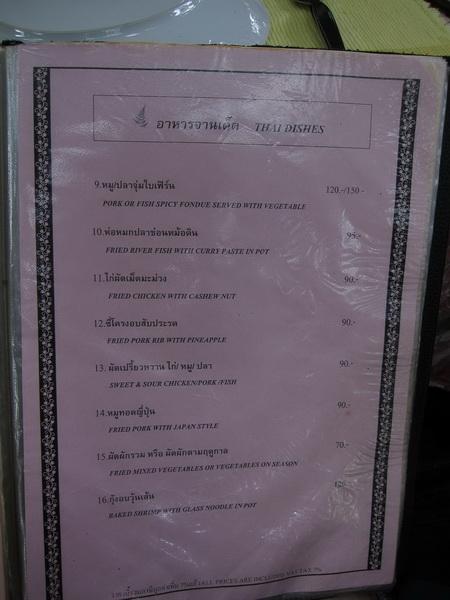 อาหารจานเด็ด THAI DISHES
9.หมู/ปลาจุ่มใบเฟิร์น 120.-/150 -
PORK OR FISH SPICY FONDUE SERVED WITH VEGETABLE
10.ห่อหมกปลาช่อนหม้อดิน 95.-
FRIED RIVER FISH WITH CURRY PASTE IN POT
11.ไก่ผัดเม็ดมะม่วง 90.-
FRIED CHICKEN WITH CASHEW NUT
12.ซี่โครงอบสับปะรด 90.-
FRIED PORK RIB WITH PINEAPPLE
13. ผัดเปรี้ยวหวาน ไก่/ หมู/ ปลา 90.-
SWEET & SOUR CHICKEN/PORK /FISH
14.หมูทอดญี่ปุ่น 90.-
FRIED PORK WITH JAPAN STYLE
15.ผัดผักรวม หรือ ผัดผักตามฤดูกาล 70.-
FRIED MIXED VEGETABLES OR VEGETABLES ON SEASON
16.กุ้งอบวุ้นเส้น 120.-
BAKED SHRIMP WITH GLASS NOODLE IN POT
ALL PRICES ARE INCLUDED VAT TAX 7%